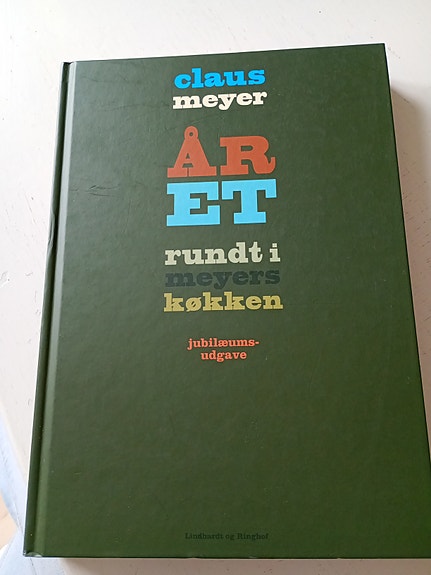 claus
meyer
ÅR
ET
rundt i
meyers
køkken
jubilæums-
udgave
Lindhardt og Ringhof